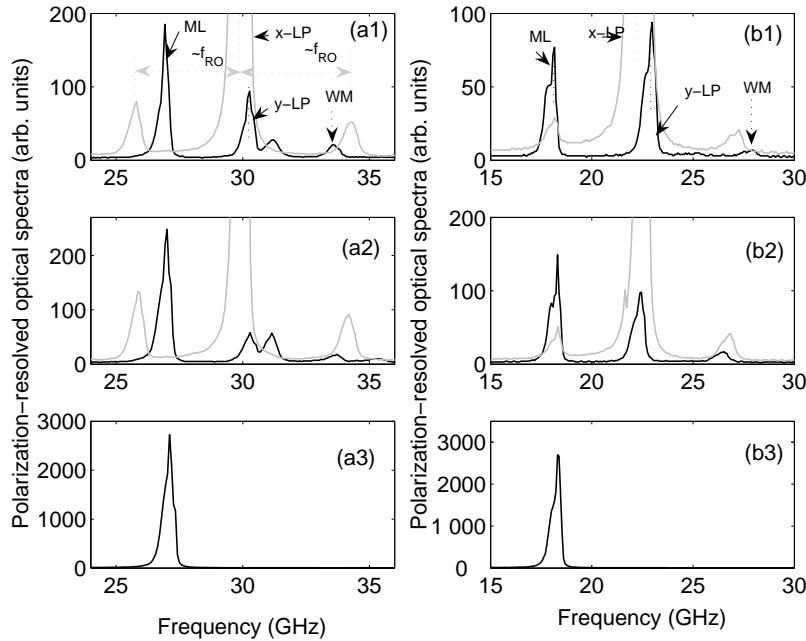 Polarization−resolved optical spectra (arb. units)
200
100
0
25
30
35
ML
~f_RO
x−LP
~f_RO
(a1)
y−LP
WM
200
100
0
25
30
35
(a2)
3000
2000
1000
0
25
30
35
(a3)
Frequency (GHz)
Polarization−resolved optical spectra (arb. units)
100
50
0
15
20
25
30
ML
x−LP
(b1)
y−LP
WM
200
100
0
15
20
25
30
(b2)
3000
2000
1 000
0
15
20
25
30
(b3)
Frequency (GHz)